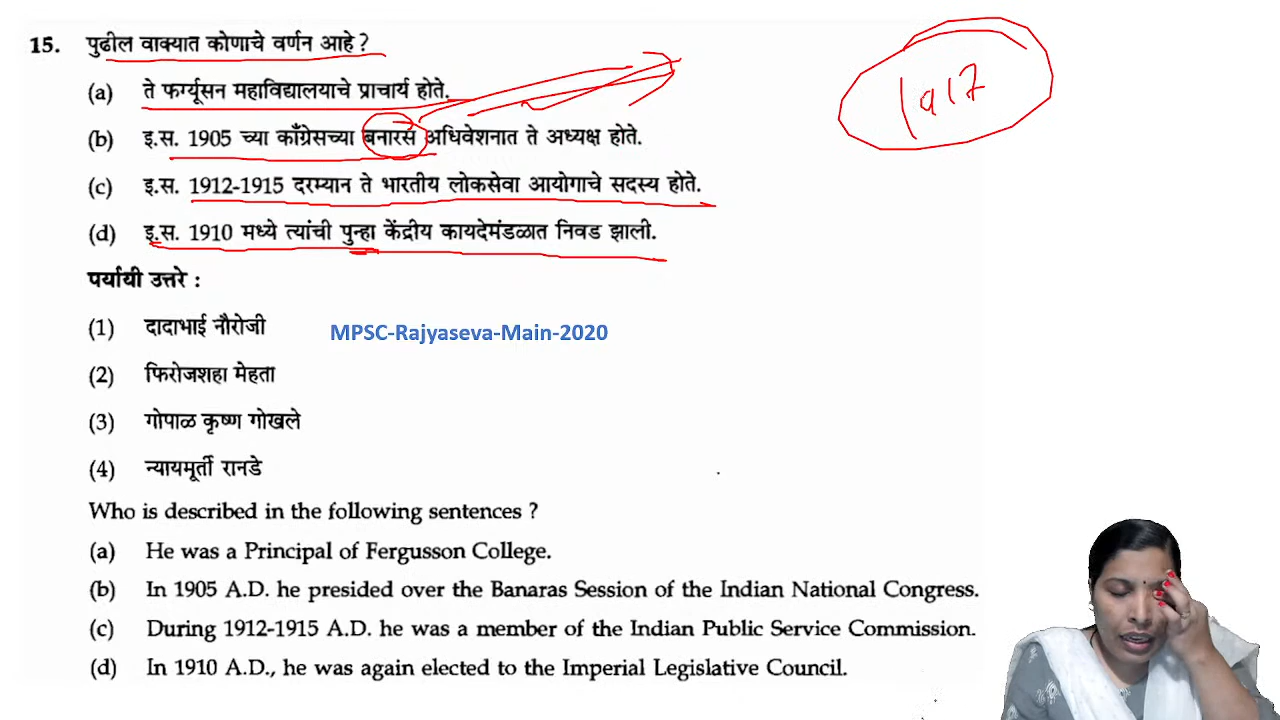 15. पुढील वाक्यात कोणाचे वर्णन आहे ?
(a) ते फर्ग्यूसन महाविद्यालयाचे प्राचार्य होते.
(b) इ.स. 1905 च्या काँग्रेसच्या बनारस अधिवेशनात ते अध्यक्ष होते.
(c) इ.स. 1912-1915 दरम्यान ते भारतीय लोकसेवा आयोगाचे सदस्य होते.
(d) इ.स. 1910 मध्ये त्यांची पुन्हा केंद्रीय कायदेमंडळात निवड झाली.
पर्यायी उत्तरे :
(1) दादाभाई नौरोजी
MPSC-Rajyaseva-Main-2020
(2) फिरोजशहा मेहता
(3) गोपाळ कृष्ण गोखले
(4) न्यायमूर्ती रानडे
Who is described in the following sentences ?
(a) He was a Principal of Fergusson College.
(b) In 1905 A.D. he presided over the Banaras Session of the Indian National Congress.
(c) During 1912-1915 A.D. he was a member of the Indian Public Service Commission.
(d) In 1910 A.D., he was again elected to the Imperial Legislative Council.